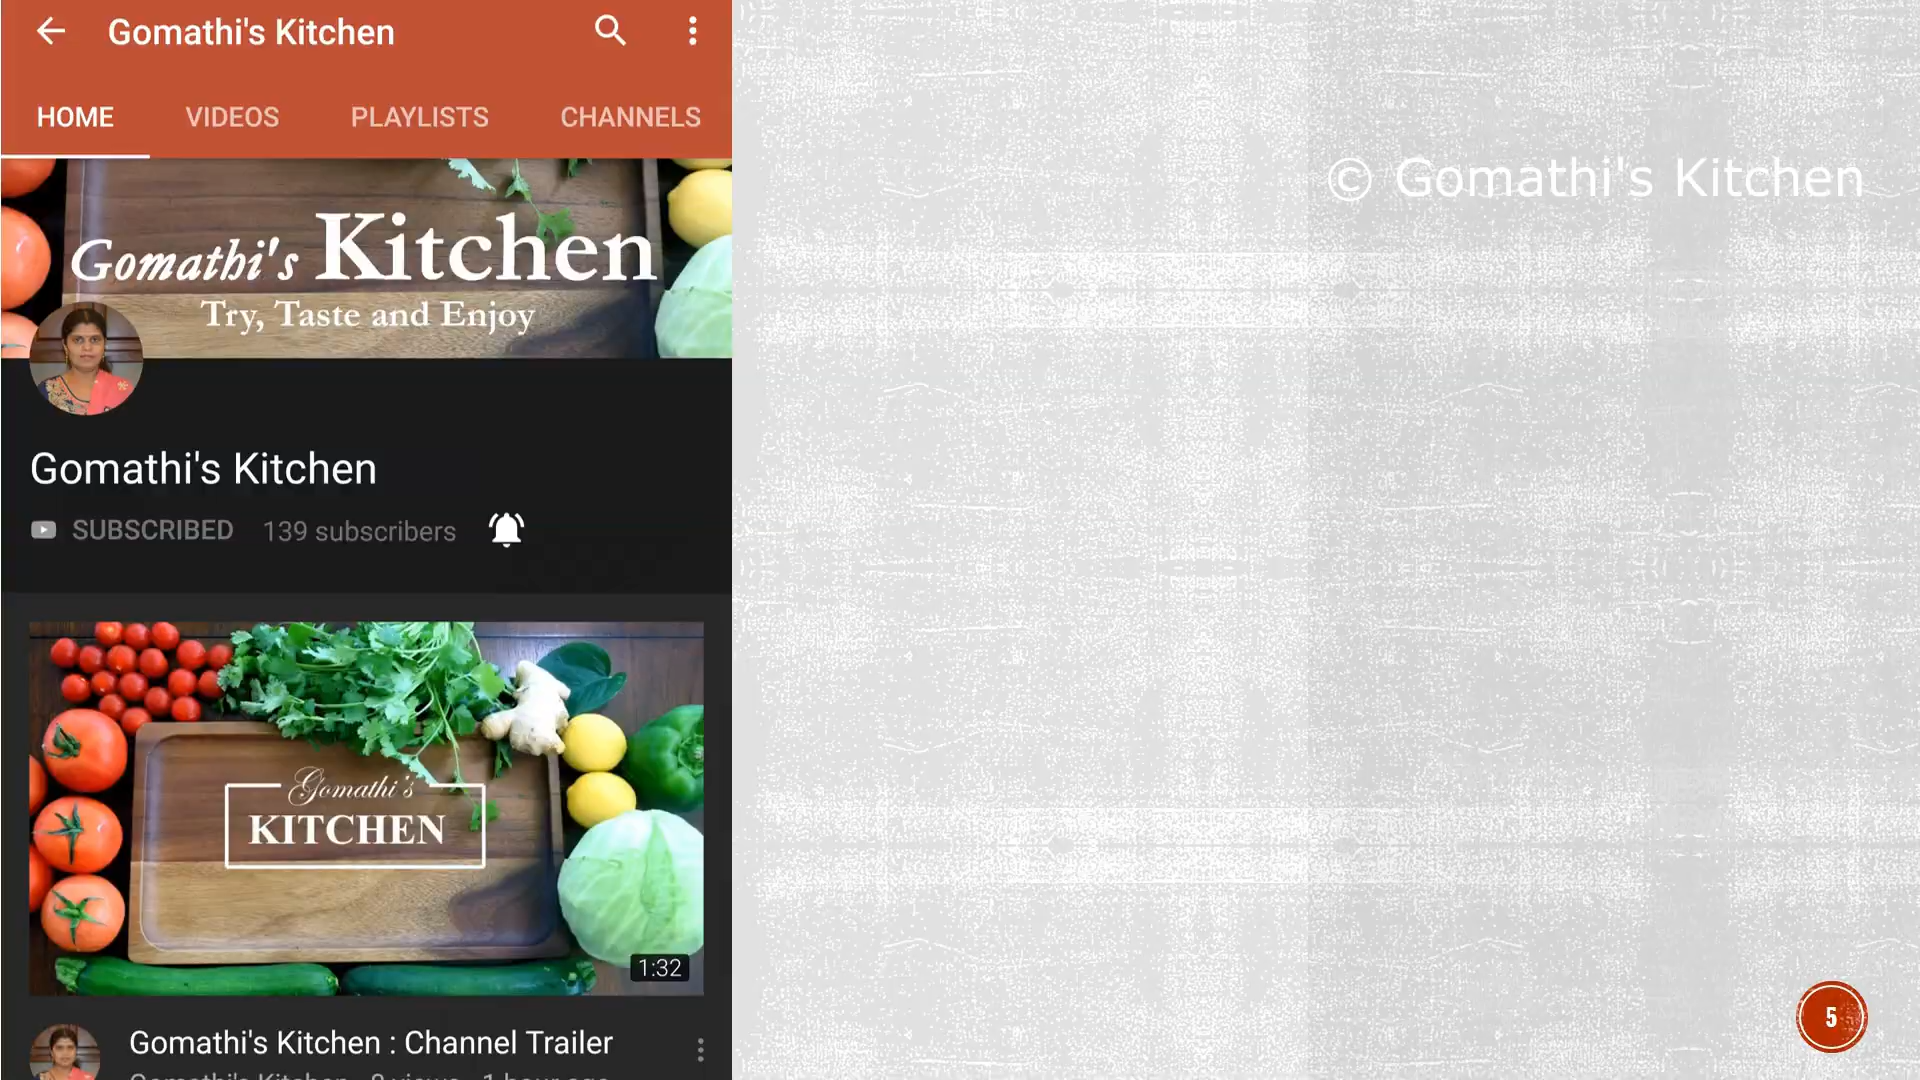 Gomathi's Kitchen
HOME VIDEOS PLAYLISTS CHANNELS
Gomathi's Kitchen
Try, Taste and Enjoy
Gomathi's Kitchen
SUBSCRIBED 139 subscribers
Gomathi's
KITCHEN
1:32
Gomathi's Kitchen : Channel Trailer
© Gomathi's Kitchen
5